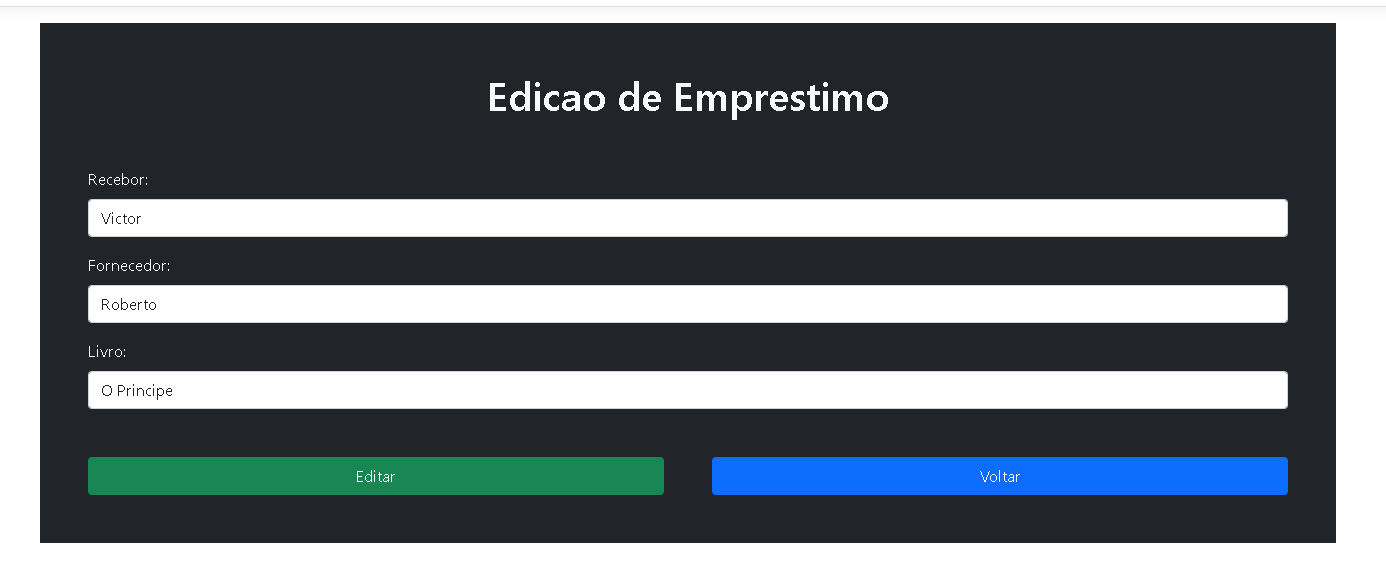 Edicao de Emprestimo
Recebor:
Victor
Fornecedor:
Roberto
Livro:
O Principe
Editar
Voltar